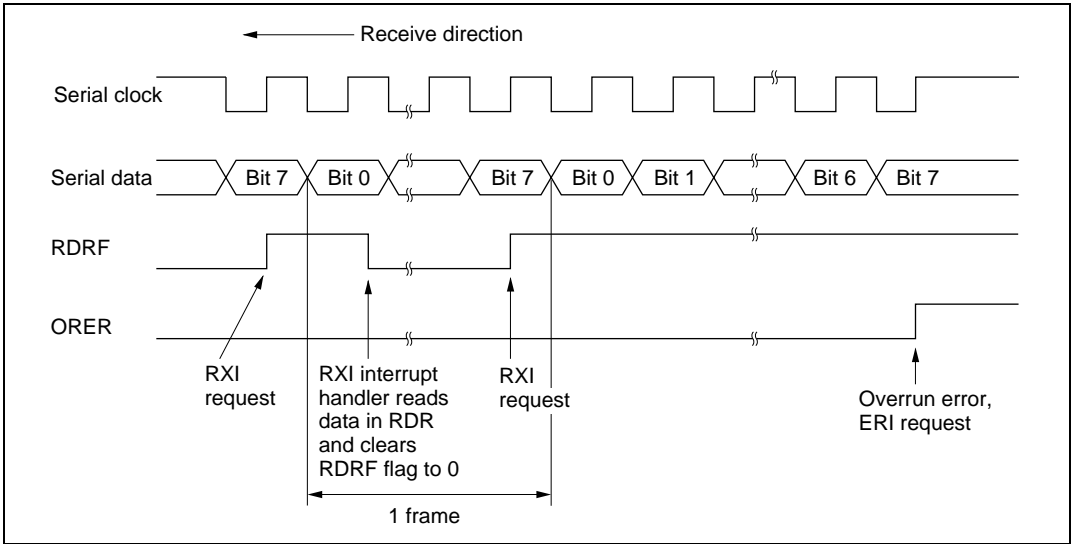 Receive direction
Serial clock
Serial data
Bit 7
Bit 0
Bit 7
Bit 0
Bit 1
Bit 6
Bit 7
RDRF
ORER
RXI
request
RXI interrupt
handler reads
data in RDR
and clears
RDRF flag to 0
RXI
request
Overrun error,
ERI request
1 frame